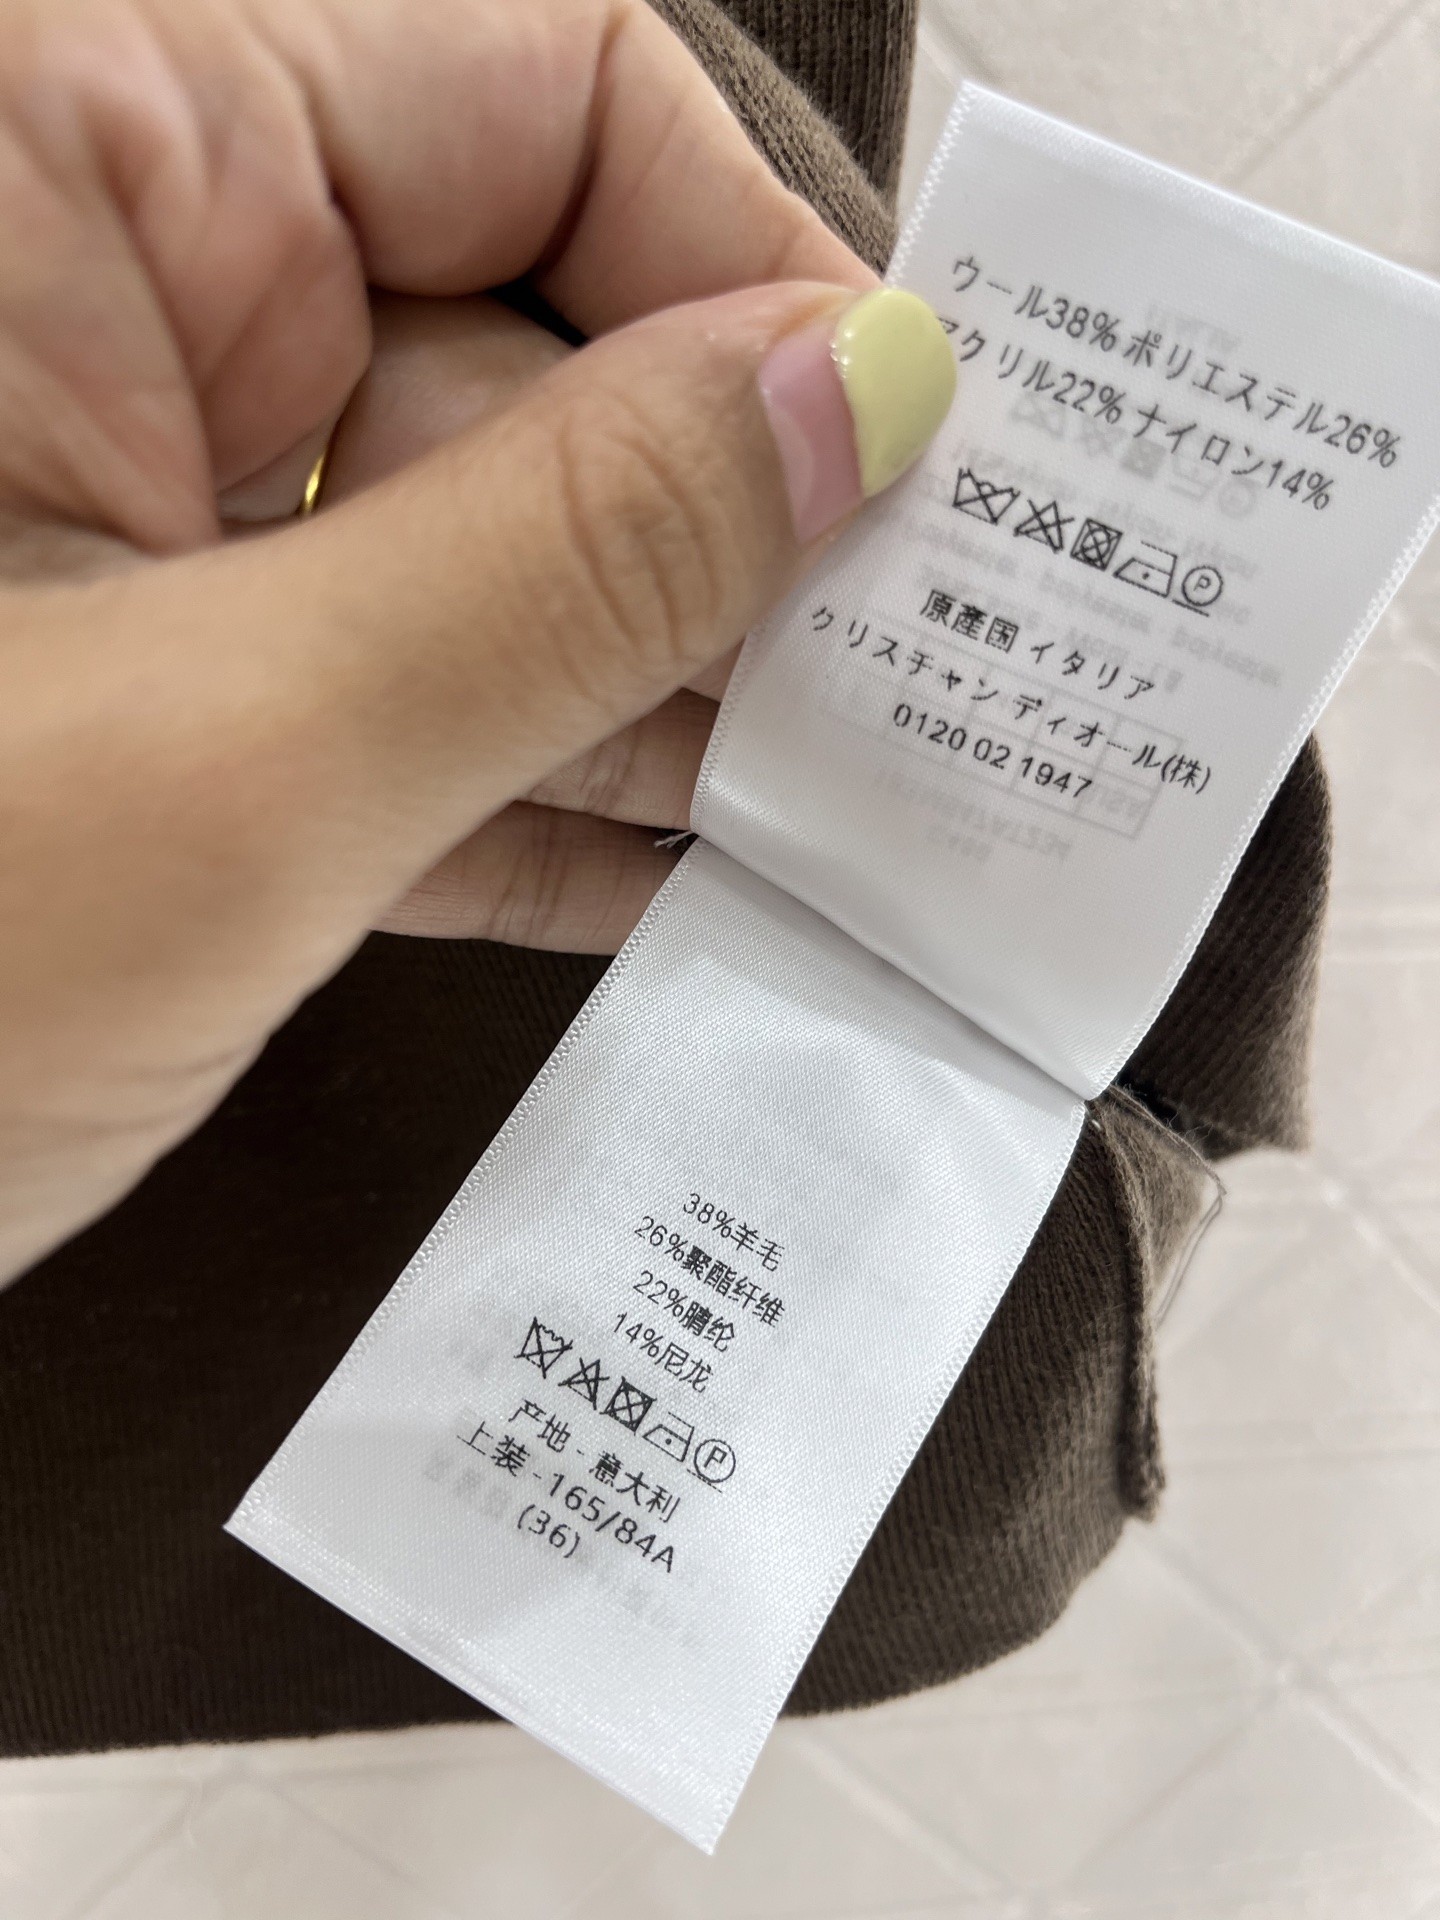 ウール38% ポリエステル26%
アクリル22% ナイロン14%
P
原產国 イタリア
クリスチャン ディオール(株)
0120 02 1947
38%羊毛
26%聚酯纤维
22%腈纶
14%尼龙
P
产地 - 意大利
上装 -165/84A
(36)